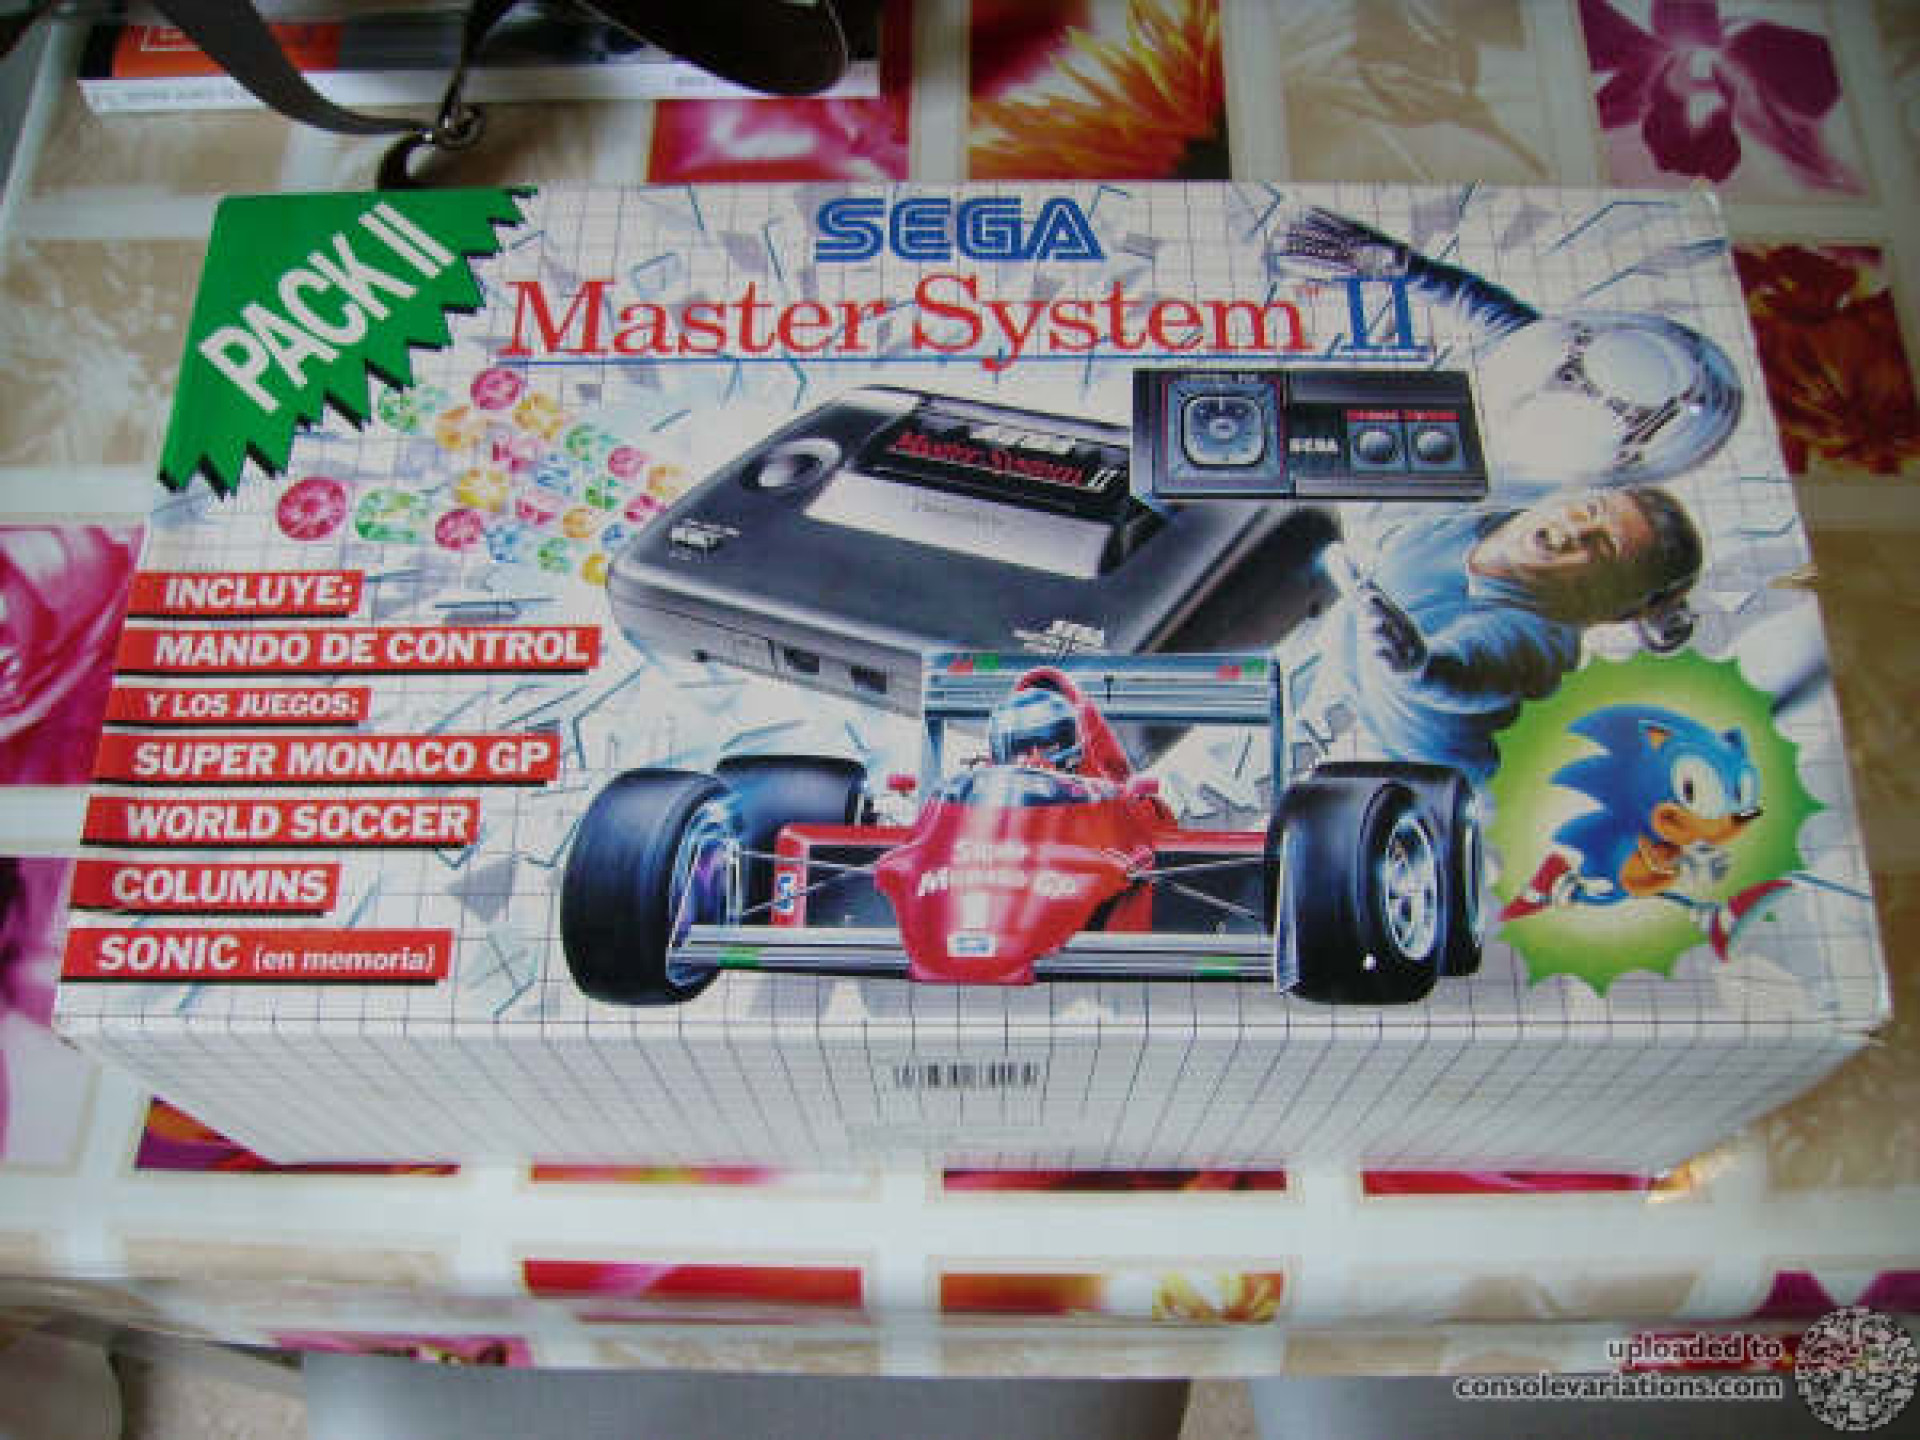 PACK II
SEGA
Master System™ II
Master System II
SEGA
INCLUYE:
MANDO DE CONTROL
Y LOS JUEGOS:
SUPER MONACO GP
WORLD SOCCER
COLUMNS
SONIC (en memoria)
Super
Monaco GP
uploaded to
consolevariations.com